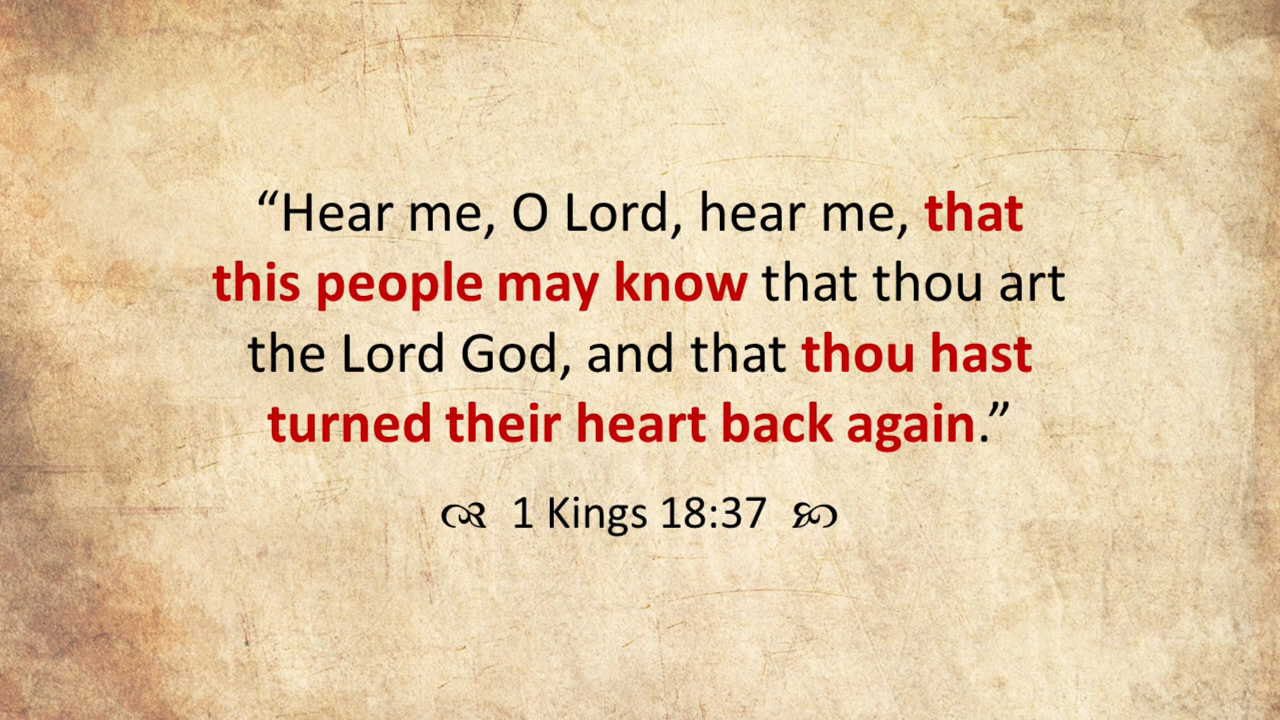 “Hear me, O Lord, hear me, that
this people may know that thou art
the Lord God, and that thou hast
turned their heart back again.”
1 Kings 18:37